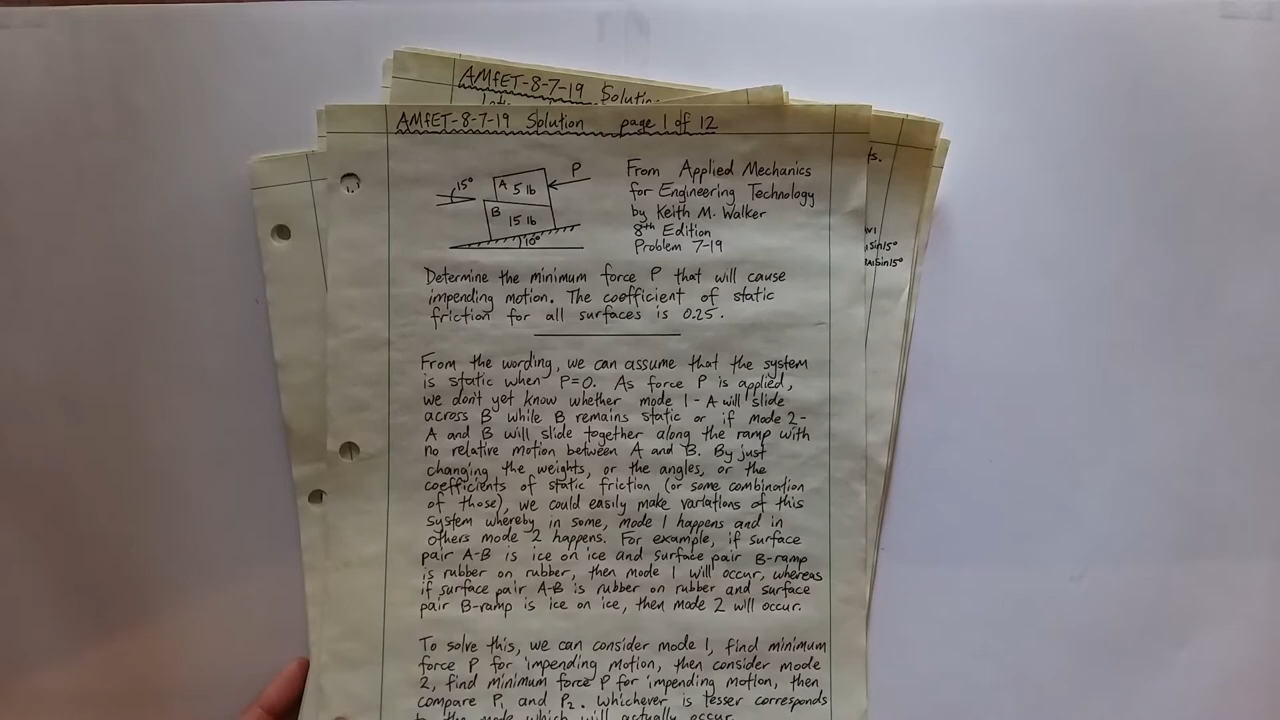 AMfET-8-7-19 Solution
AMfET-8-7-19 Solution page 1 of 12
15°
A 5 lb
P
B
15 lb
10°
From Applied Mechanics
for Engineering Technology
by Keith M. Walker
8th Edition
Problem 7-19
Determine the minimum force P that will cause
impending motion. The coefficient of static
friction for all surfaces is 0.25.
From the wording, we can assume that the system
is static when P=0. As force P is applied,
we don't yet know whether mode 1 - A will slide
across B while B remains static or if mode 2-
A and B will slide together along the ramp with
no relative motion between A and B. By just
changing the weights, or the angles, or the
coefficients of static friction (or some combination
of those), we could easily make variations of this
system whereby in some, mode 1 happens and in
others mode 2 happens. For example, if surface
pair A-B is ice on ice and surface pair B-ramp
is rubber on rubber, then mode 1 will occur, whereas
if surface pair A-B is rubber on rubber and surface
pair B-ramp is ice on ice, then mode 2 will occur.
To solve this, we can consider mode 1, find minimum
force P for impending motion, then consider mode
2, find minimum force P for impending motion, then
compare P₁ and P₂. Whichever is lesser corresponds
to the mode which will actually occur.
ts.
sin15°
sin15°